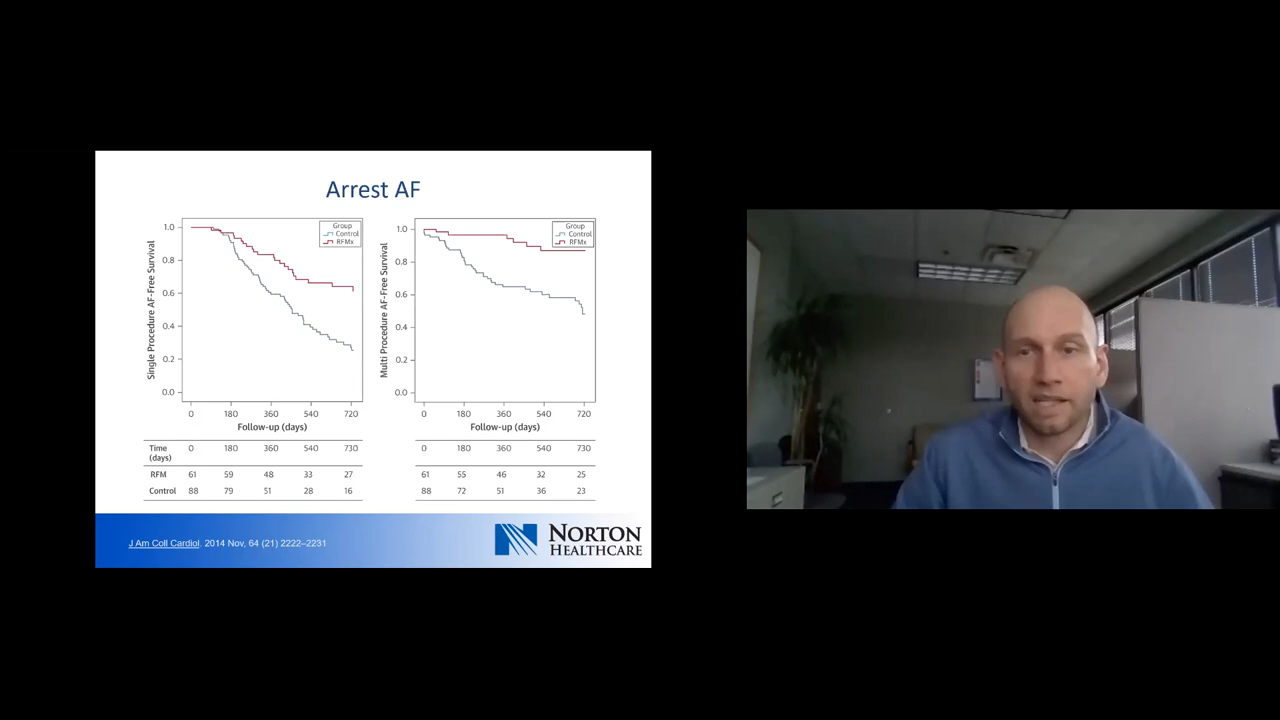 Arrest AF
Single Procedure AF-Free Survival
1.0
0.8
0.6
0.4
0.2
0.0
Group
Control
RFMx
0 180 360 540 720
Follow-up (days)
Time (days) 0 180 360 540 730
RFM 61 59 48 33 27
Control 88 79 51 28 16
Multi Procedure AF-Free Survival
1.0
0.8
0.6
0.4
0.2
0.0
Group
Control
RFMx
0 180 360 540 720
Follow-up (days)
0 180 360 540 730
61 55 46 32 25
88 72 51 36 23
J Am Coll Cardiol. 2014 Nov, 64 (21) 2222–2231
NORTON
HEALTHCARE